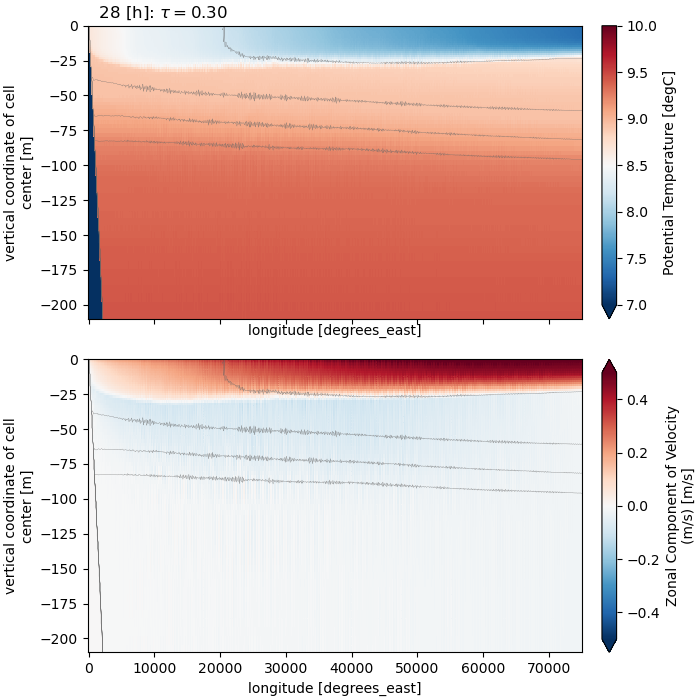 28 [h]: τ = 0.30
0
−25
−50
−75
−100
−125
−150
−175
−200
vertical coordinate of cell
center [m]
longitude [degrees_east]
10.0
9.5
9.0
8.5
8.0
7.5
7.0
Potential Temperature [degC]
0
−25
−50
−75
−100
−125
−150
−175
−200
vertical coordinate of cell
center [m]
0 10000 20000 30000 40000 50000 60000 70000
longitude [degrees_east]
0.4
0.2
0.0
−0.2
−0.4
Zonal Component of Velocity
(m/s) [m/s]